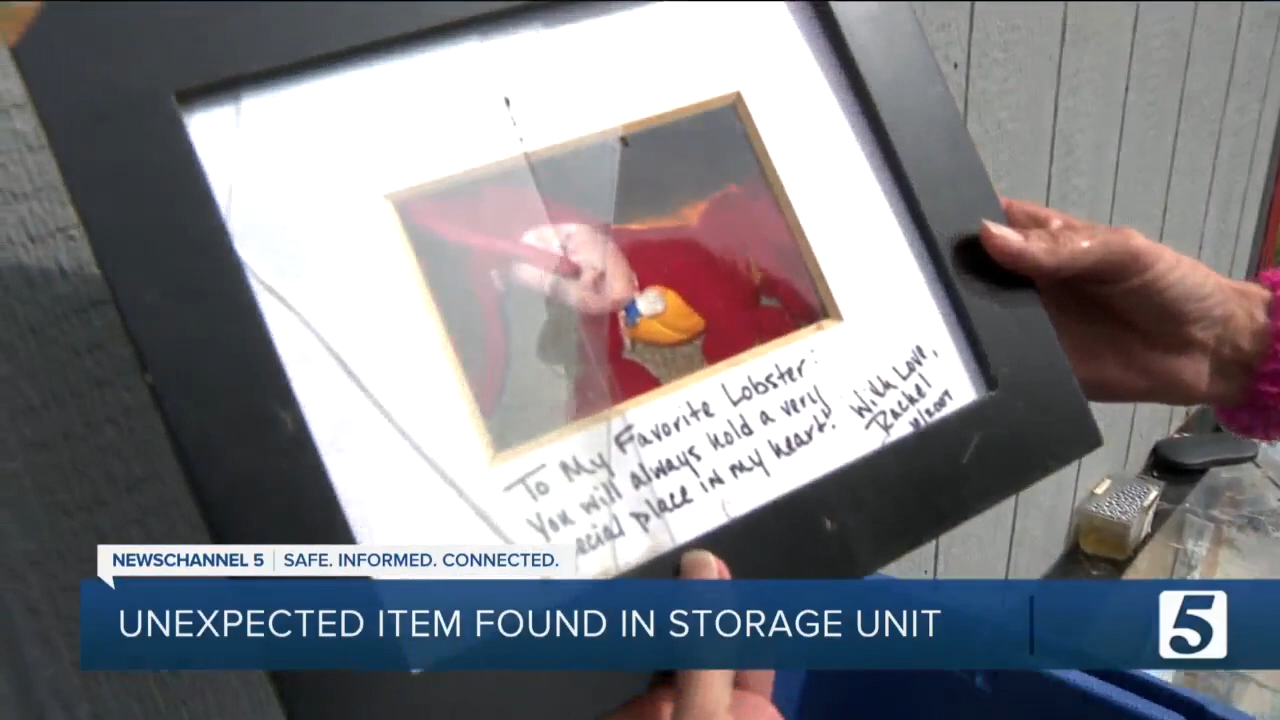 To My Favorite Lobster:
You will always hold a very
place in my heart!
With Love,
Rachel
NEWSCHANNEL 5 | SAFE. INFORMED. CONNECTED.
UNEXPECTED ITEM FOUND IN STORAGE UNIT
5